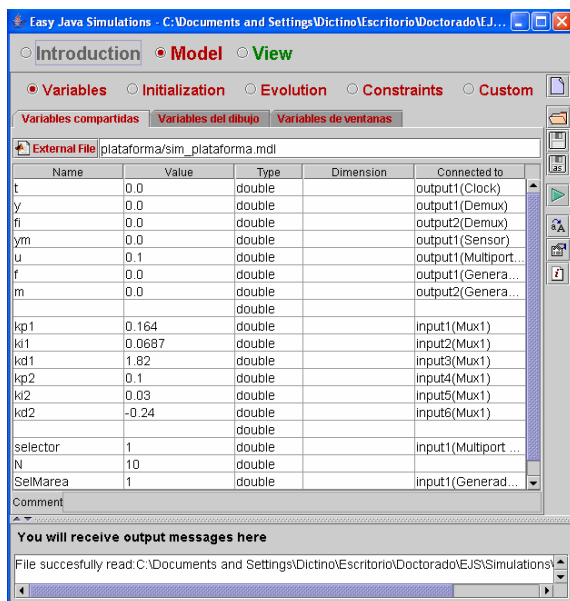 Easy Java Simulations - C:\Documents and Settings\Dictino\Escritorio\Doctorado\EJ...
Introduction Model View
Variables Initialization Evolution Constraints Custom
Variables compartidas Variables del dibujo Variables de ventanas
External File plataforma/sim_plataforma.mdl
Name Value Type Dimension Connected to
t 0.0 double output1(Clock)
y 0.0 double output1(Demux)
fi 0.0 double output2(Demux)
ym 0.0 double output1(Sensor)
u 0.1 double output1(Multiport...
f 0.0 double output1(Genera...
m 0.0 double output2(Genera...
double
kp1 0.164 double input1(Mux1)
ki1 0.0687 double input2(Mux1)
kd1 1.82 double input3(Mux1)
kp2 0.1 double input4(Mux1)
ki2 0.03 double input5(Mux1)
kd2 -0.24 double input6(Mux1)
double
selector 1 double input1(Multiport ...
N 10 double
SelMarea 1 double input1(Generad...
Comment
You will receive output messages here
File succesfully read:C:\Documents and Settings\Dictino\Escritorio\Doctorado\EJS\Simulations\
as
aA
i